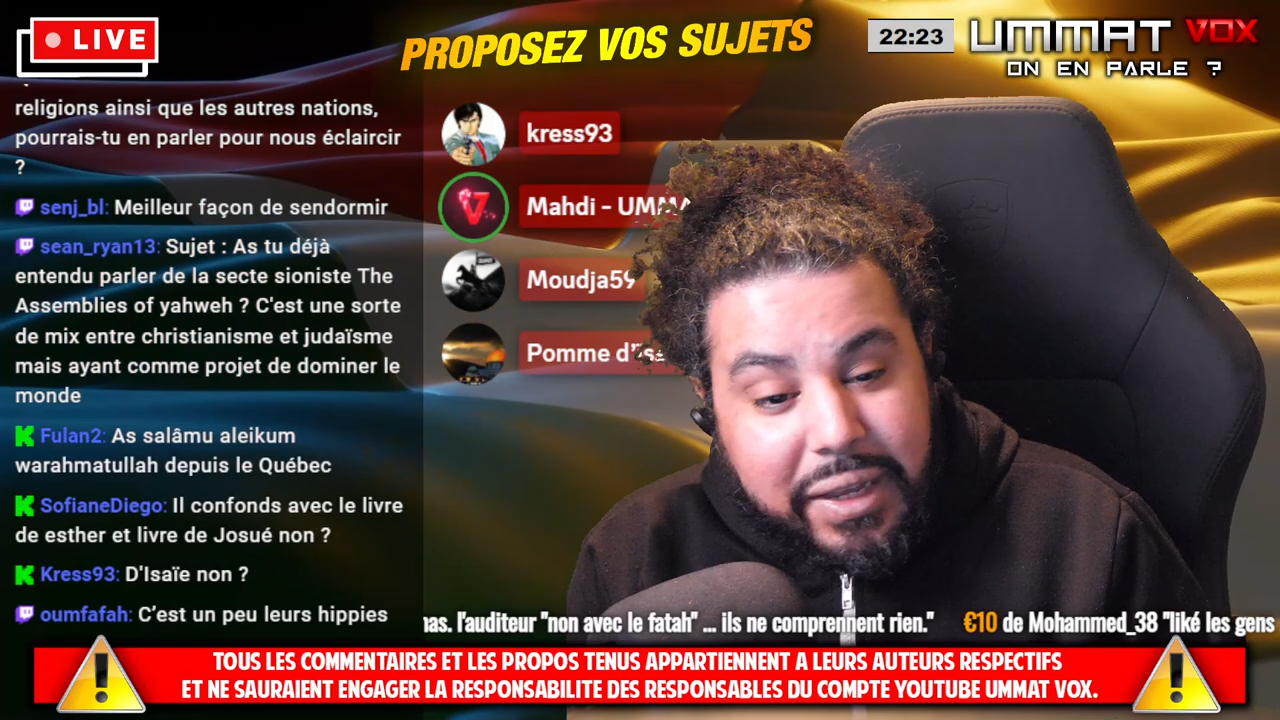 LIVE
PROPOSEZ VOS SUJETS
22:23
UMMAT VOX
ON EN PARLE ?
religions ainsi que les autres nations,
pourrais-tu en parler pour nous éclaircir
?
senj_bl: Meilleur façon de sendormir
sean_ryan13: Sujet : As tu déjà
entendu parler de la secte sioniste The
Assemblies of yahweh ? C'est une sorte
de mix entre christianisme et judaïsme
mais ayant comme projet de dominer le
monde
Fulan2: As salâmu aleikum
warahmatullah depuis le Québec
SofianeDiego: Il confonds avec le livre
de esther et livre de Josué non ?
Kress93: D'Isaïe non ?
oumfafah: C’est un peu leurs hippies
kress93
Mahdi - UMMA
Moudja59
Pomme d'
l'auditeur "non avec le fatah" ... ils ne comprennent rien."
€10 de Mohammed_38 "liké les gens
TOUS LES COMMENTAIRES ET LES PROPOS TENUS APPARTIENNENT A LEURS AUTEURS RESPECTIFS
ET NE SAURAIENT ENGAGER LA RESPONSABILITE DES RESPONSABLES DU COMPTE YOUTUBE UMMAT VOX.